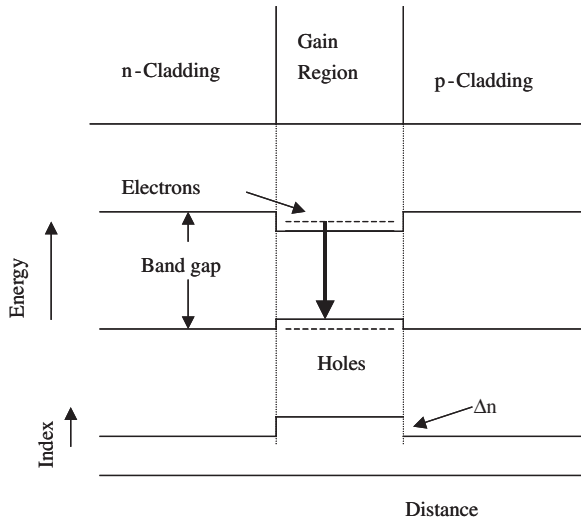 Gain
Region
n-Cladding
p-Cladding
Electrons
Band gap
Energy
Holes
Δn
Index
Distance